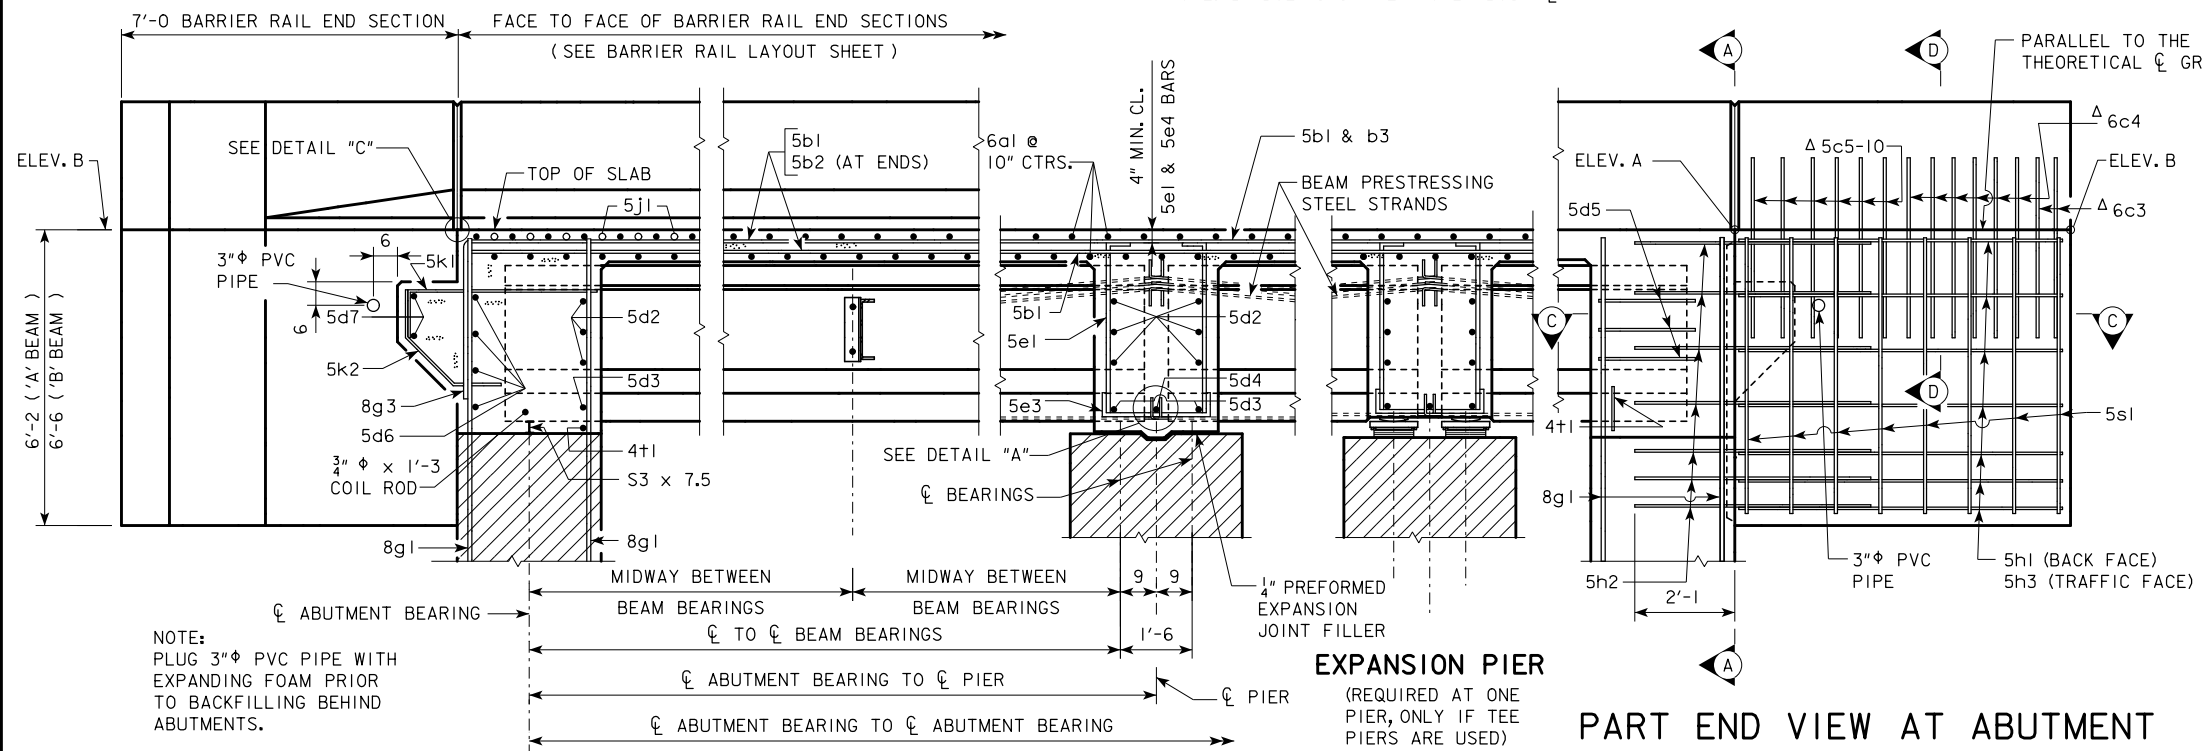 7'-0 BARRIER RAIL END SECTION
FACE TO FACE OF BARRIER RAIL END SECTIONS
(SEE BARRIER RAIL LAYOUT SHEET)
4" MIN. CL.
5e1 & 5e4 BARS
A
D
PARALLEL TO THE
THEORETICAL ℄ GR
ELEV. B
SEE DETAIL "C"
TOP OF SLAB
5j1
5b1
5b2 (AT ENDS)
6a1 @
10" CTRS.
5b1 & b3
BEAM PRESTRESSING
STEEL STRANDS
ELEV. A
Δ 5c5-10
Δ 6c4
ELEV. B
Δ 6c3
5d5
6
3"Φ PVC
PIPE
5k1
6
5d7
5k2
8g3
5d6
¾" Φ x 1'-3
COIL ROD
5d2
5d3
4t1
S3 x 7.5
8g1
8g1
5b1
5e1
5e3
5d2
5d4
5d3
SEE DETAIL "A"
℄ BEARINGS
C
C
D
4t1
8g1
5s1
6'-2 ('A' BEAM)
6'-6 ('B' BEAM)
5h2
2'-1
3"Φ PVC
PIPE
5h1 (BACK FACE)
5h3 (TRAFFIC FACE)
MIDWAY BETWEEN
BEAM BEARINGS
MIDWAY BETWEEN
BEAM BEARINGS
9
9
¼" PREFORMED
EXPANSION
JOINT FILLER
℄ ABUTMENT BEARING
℄ TO ℄ BEAM BEARINGS
1'-6
℄ ABUTMENT BEARING TO ℄ PIER
℄ PIER
℄ ABUTMENT BEARING TO ℄ ABUTMENT BEARING
NOTE:
PLUG 3"Φ PVC PIPE WITH
EXPANDING FOAM PRIOR
TO BACKFILLING BEHIND
ABUTMENTS.
EXPANSION PIER
(REQUIRED AT ONE
PIER, ONLY IF TEE
PIERS ARE USED)
A
PART END VIEW AT ABUTMENT